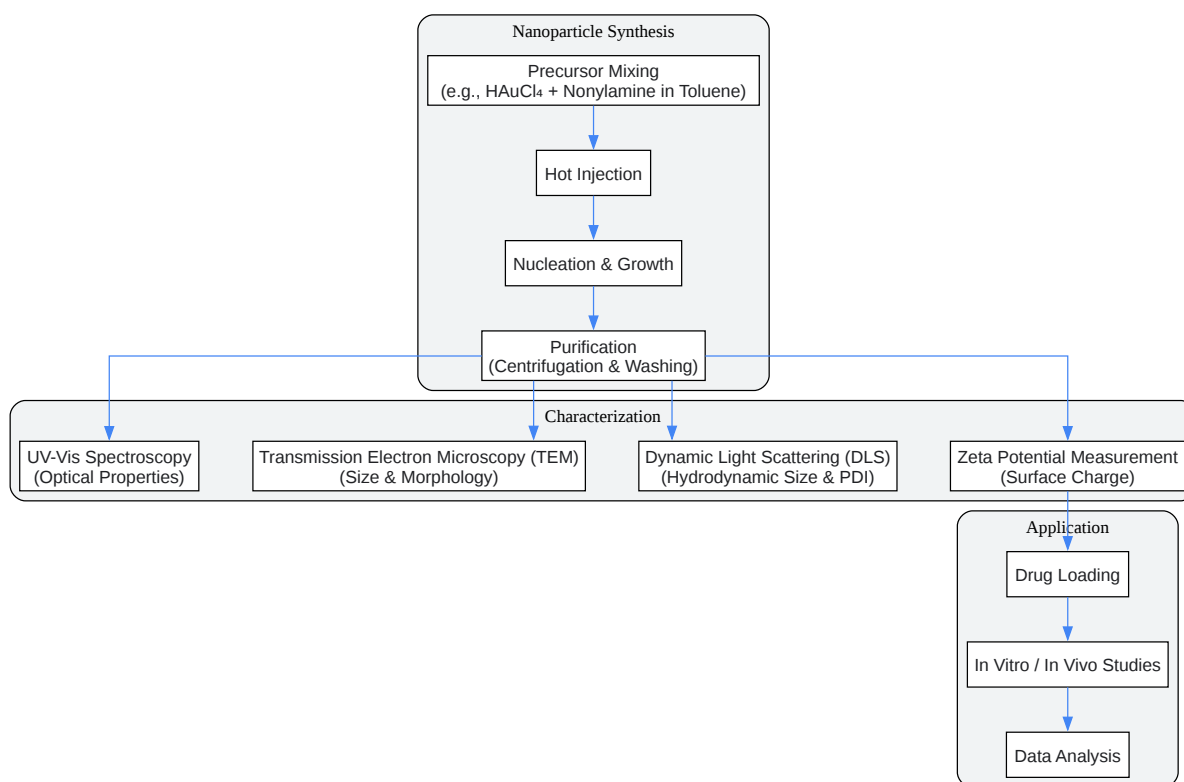 Nanoparticle Synthesis
Precursor Mixing
(e.g., HAuCl₄ + Nonylamine in Toluene)
Hot Injection
Nucleation & Growth
Purification
(Centrifugation & Washing)
Characterization
UV-Vis Spectroscopy
(Optical Properties)
Transmission Electron Microscopy (TEM)
(Size & Morphology)
Dynamic Light Scattering (DLS)
(Hydrodynamic Size & PDI)
Zeta Potential Measurement
(Surface Charge)
Application
Drug Loading
In Vitro / In Vivo Studies
Data Analysis